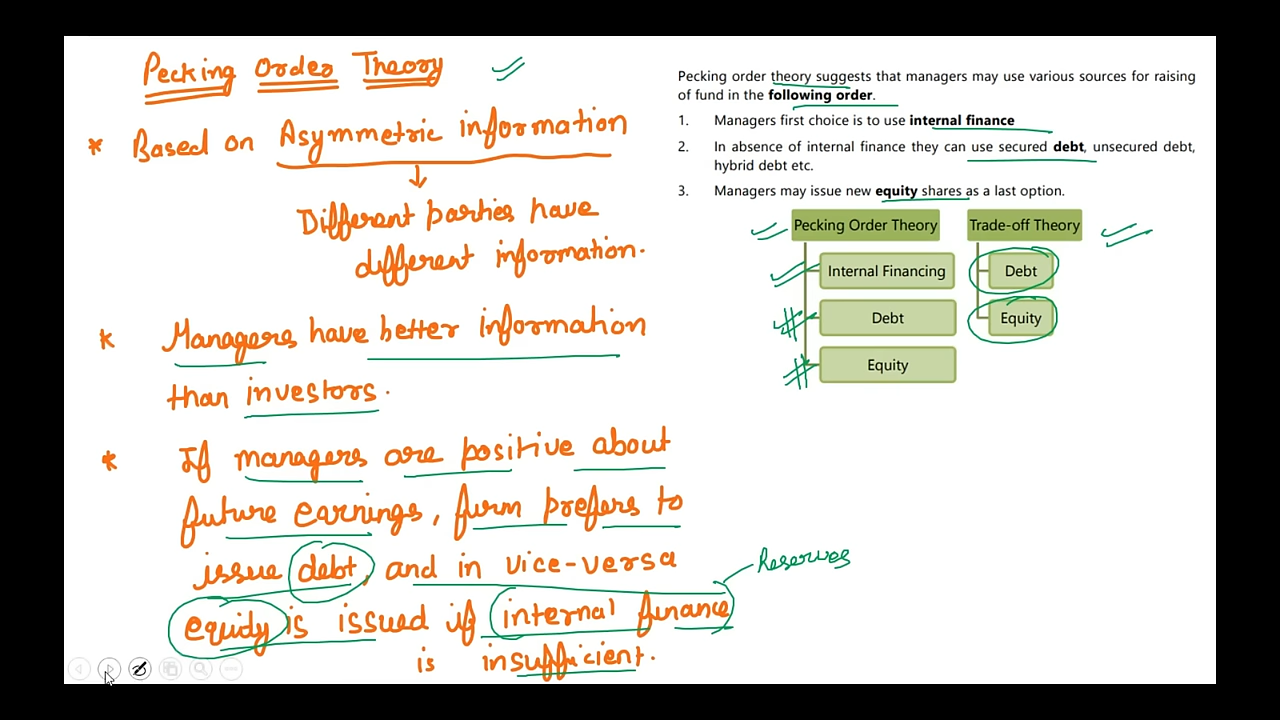 Pecking Order Theory
* Based on Asymmetric information
Different parties have
different information.
* Managers have better information
than investors.
* If managers are positive about
future earnings, firm prefers to
issue debt, and in vice-versa
equidy is issued if internal finance
is insufficient.
Reserves
Pecking order theory suggests that managers may use various sources for raising
of fund in the following order.
1. Managers first choice is to use internal finance
2. In absence of internal finance they can use secured debt, unsecured debt,
hybrid debt etc.
3. Managers may issue new equity shares as a last option.
Pecking Order Theory
Internal Financing
Debt
Equity
Trade-off Theory
Debt
Equity